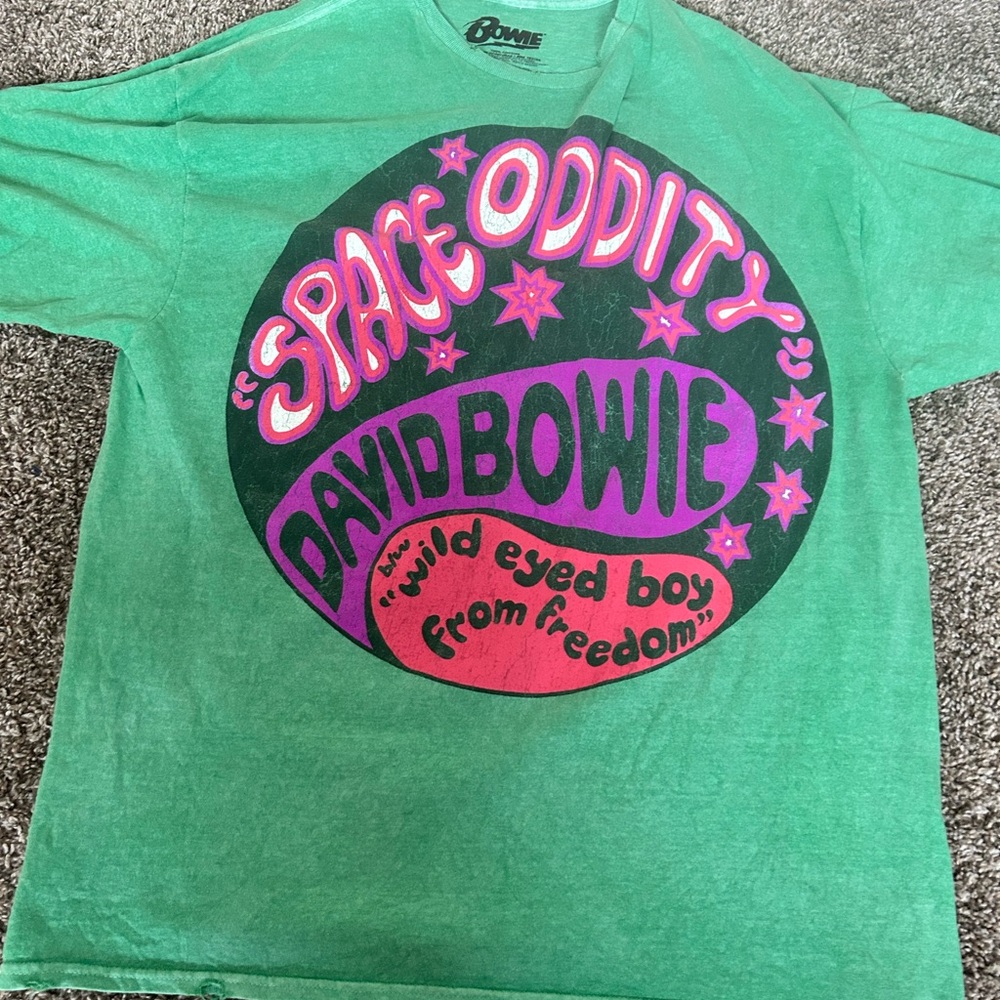 BOWIE
"SPACE ODDITY"
DAVID BOWIE
b/w
"wild eyed boy
from freedom"